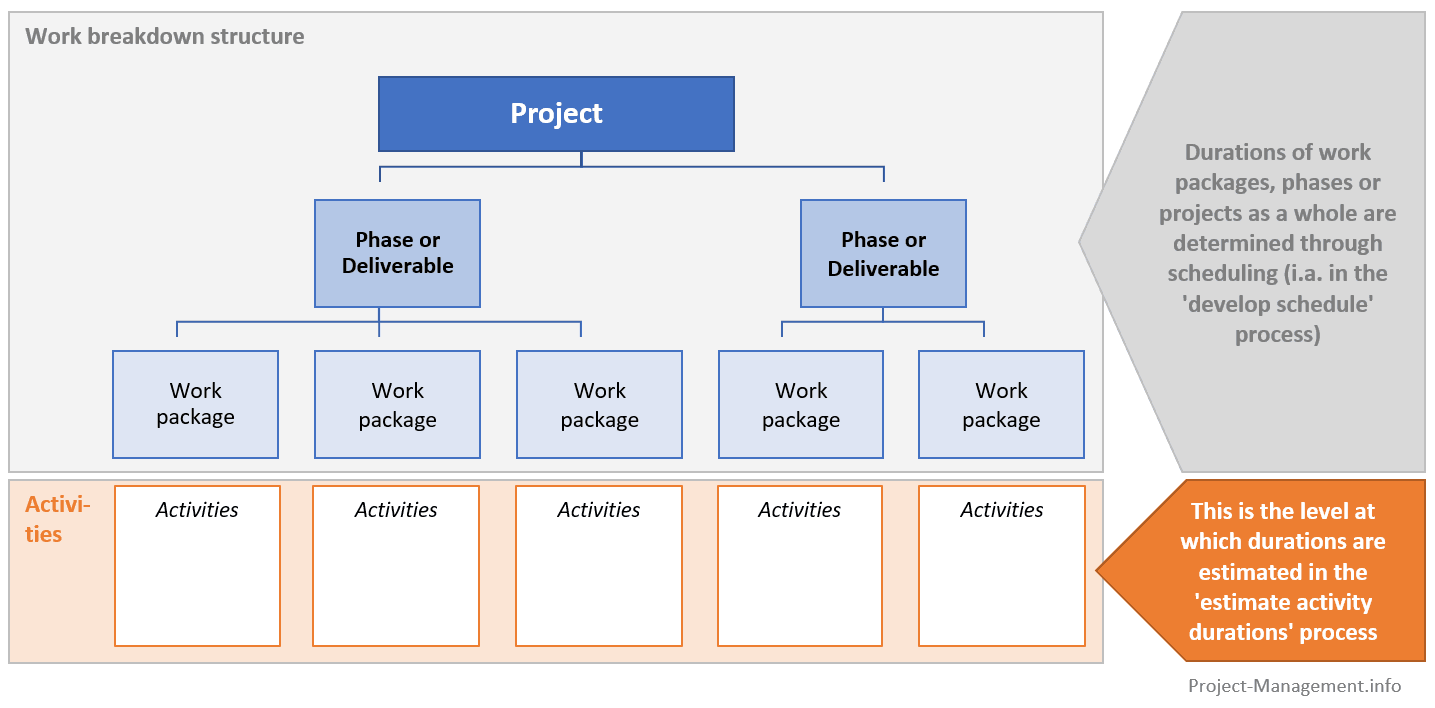 Work breakdown structure
Project
Phase or
Deliverable
Phase or
Deliverable
Work
package
Work
package
Work
package
Work
package
Work
package
Durations of work
packages, phases or
projects as a whole are
determined through
scheduling (i.a. in the
'develop schedule'
process)
Activi-
ties
Activities
Activities
Activities
Activities
Activities
This is the level at
which durations are
estimated in the
'estimate activity
durations' process
Project-Management.info